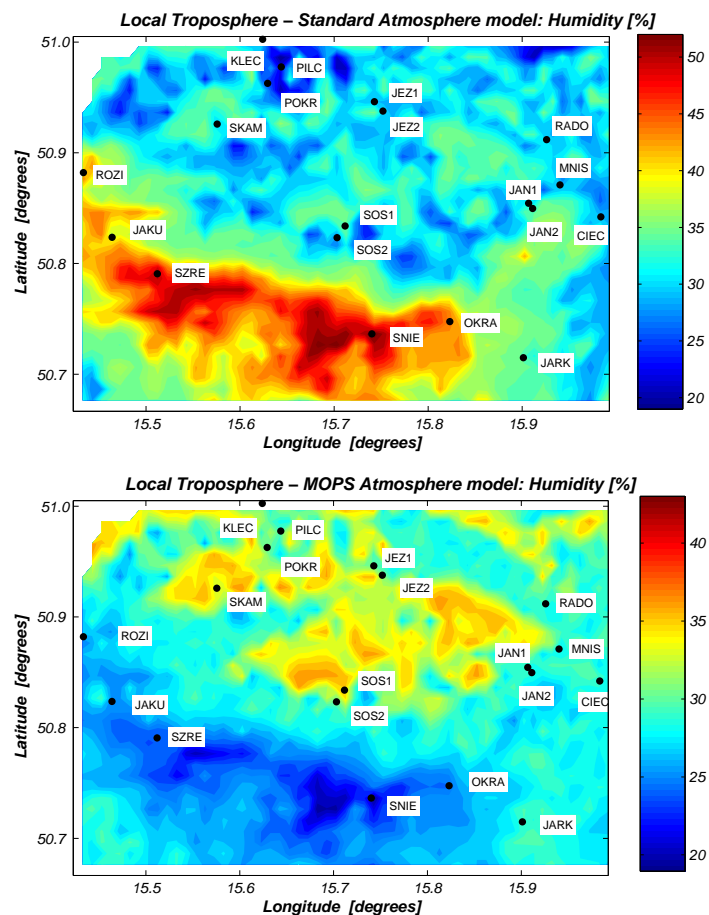 Local Troposphere – Standard Atmosphere model: Humidity [%]
51.0
KLEC
PILC
50
POKR
JEZ1
45
SKAM
JEZ2
50.9
RADO
ROZI
MNIS
40
JAN1
JAKU
SOS1
JAN2
CIEC
35
SOS2
50.8
SZRE
30
OKRA
SNIE
JARK
25
50.7
20
15.5
15.6
15.7
15.8
15.9
Latitude [degrees]
Longitude [degrees]
Local Troposphere – MOPS Atmosphere model: Humidity [%]
51.0
KLEC
PILC
40
POKR
JEZ1
JEZ2
SKAM
RADO
50.9
35
ROZI
MNIS
JAN1
SOS1
JAN2
CIEC
JAKU
SOS2
30
50.8
SZRE
OKRA
25
SNIE
JARK
50.7
20
15.5
15.6
15.7
15.8
15.9
Latitude [degrees]
Longitude [degrees]